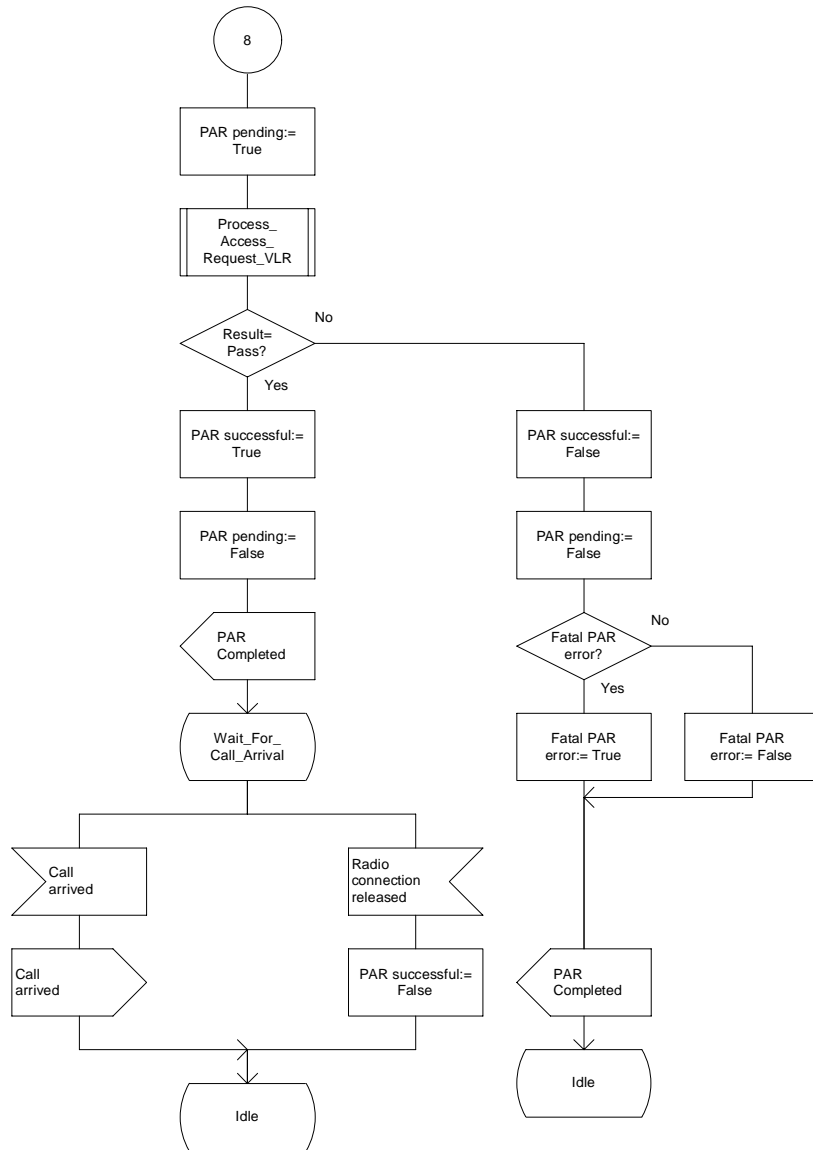 8
PAR pending:=
True
Process_
Access_
Request_VLR
Result=
Pass?
No
Yes
PAR successful:=
True
PAR successful:=
False
PAR pending:=
False
PAR pending:=
False
PAR
Completed
Fatal PAR
error?
No
Yes
Wait_For_
Call_Arrival
Fatal PAR
error:= True
Fatal PAR
error:= False
Call
arrived
Radio
connection
released
Call
arrived
PAR successful:=
False
PAR
Completed
Idle
Idle